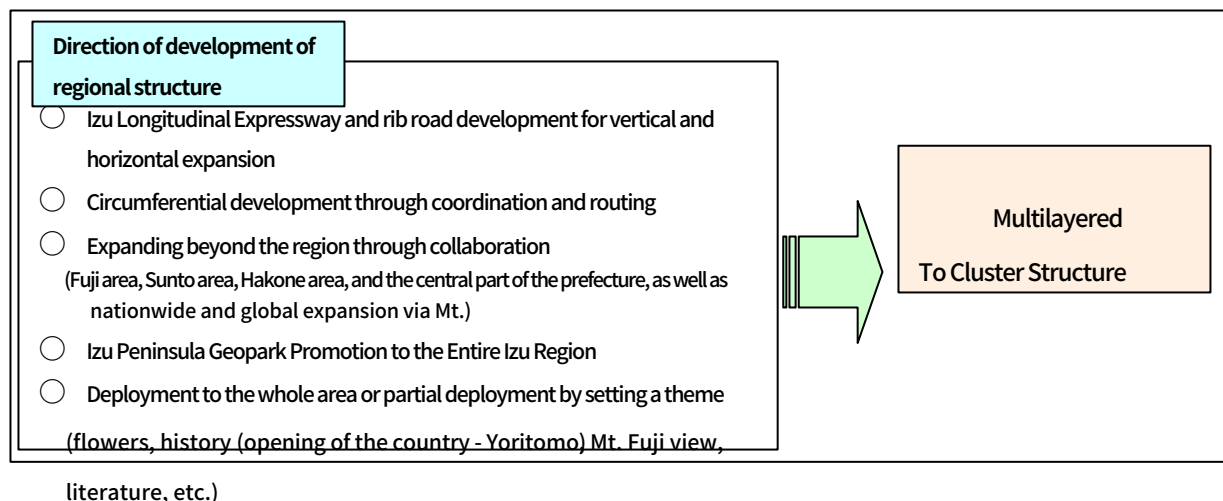 Direction of development of
regional structure
○ Izu Longitudinal Expressway and rib road development for vertical and
horizontal expansion
○ Circumferential development through coordination and routing
○ Expanding beyond the region through collaboration
(Fuji area, Sunto area, Hakone area, and the central part of the prefecture, as well as
nationwide and global expansion via Mt.)
○ Izu Peninsula Geopark Promotion to the Entire Izu Region
○ Deployment to the whole area or partial deployment by setting a theme
(flowers, history (opening of the country - Yoritomo) Mt. Fuji view,
literature, etc.)
Multilayered
To Cluster Structure